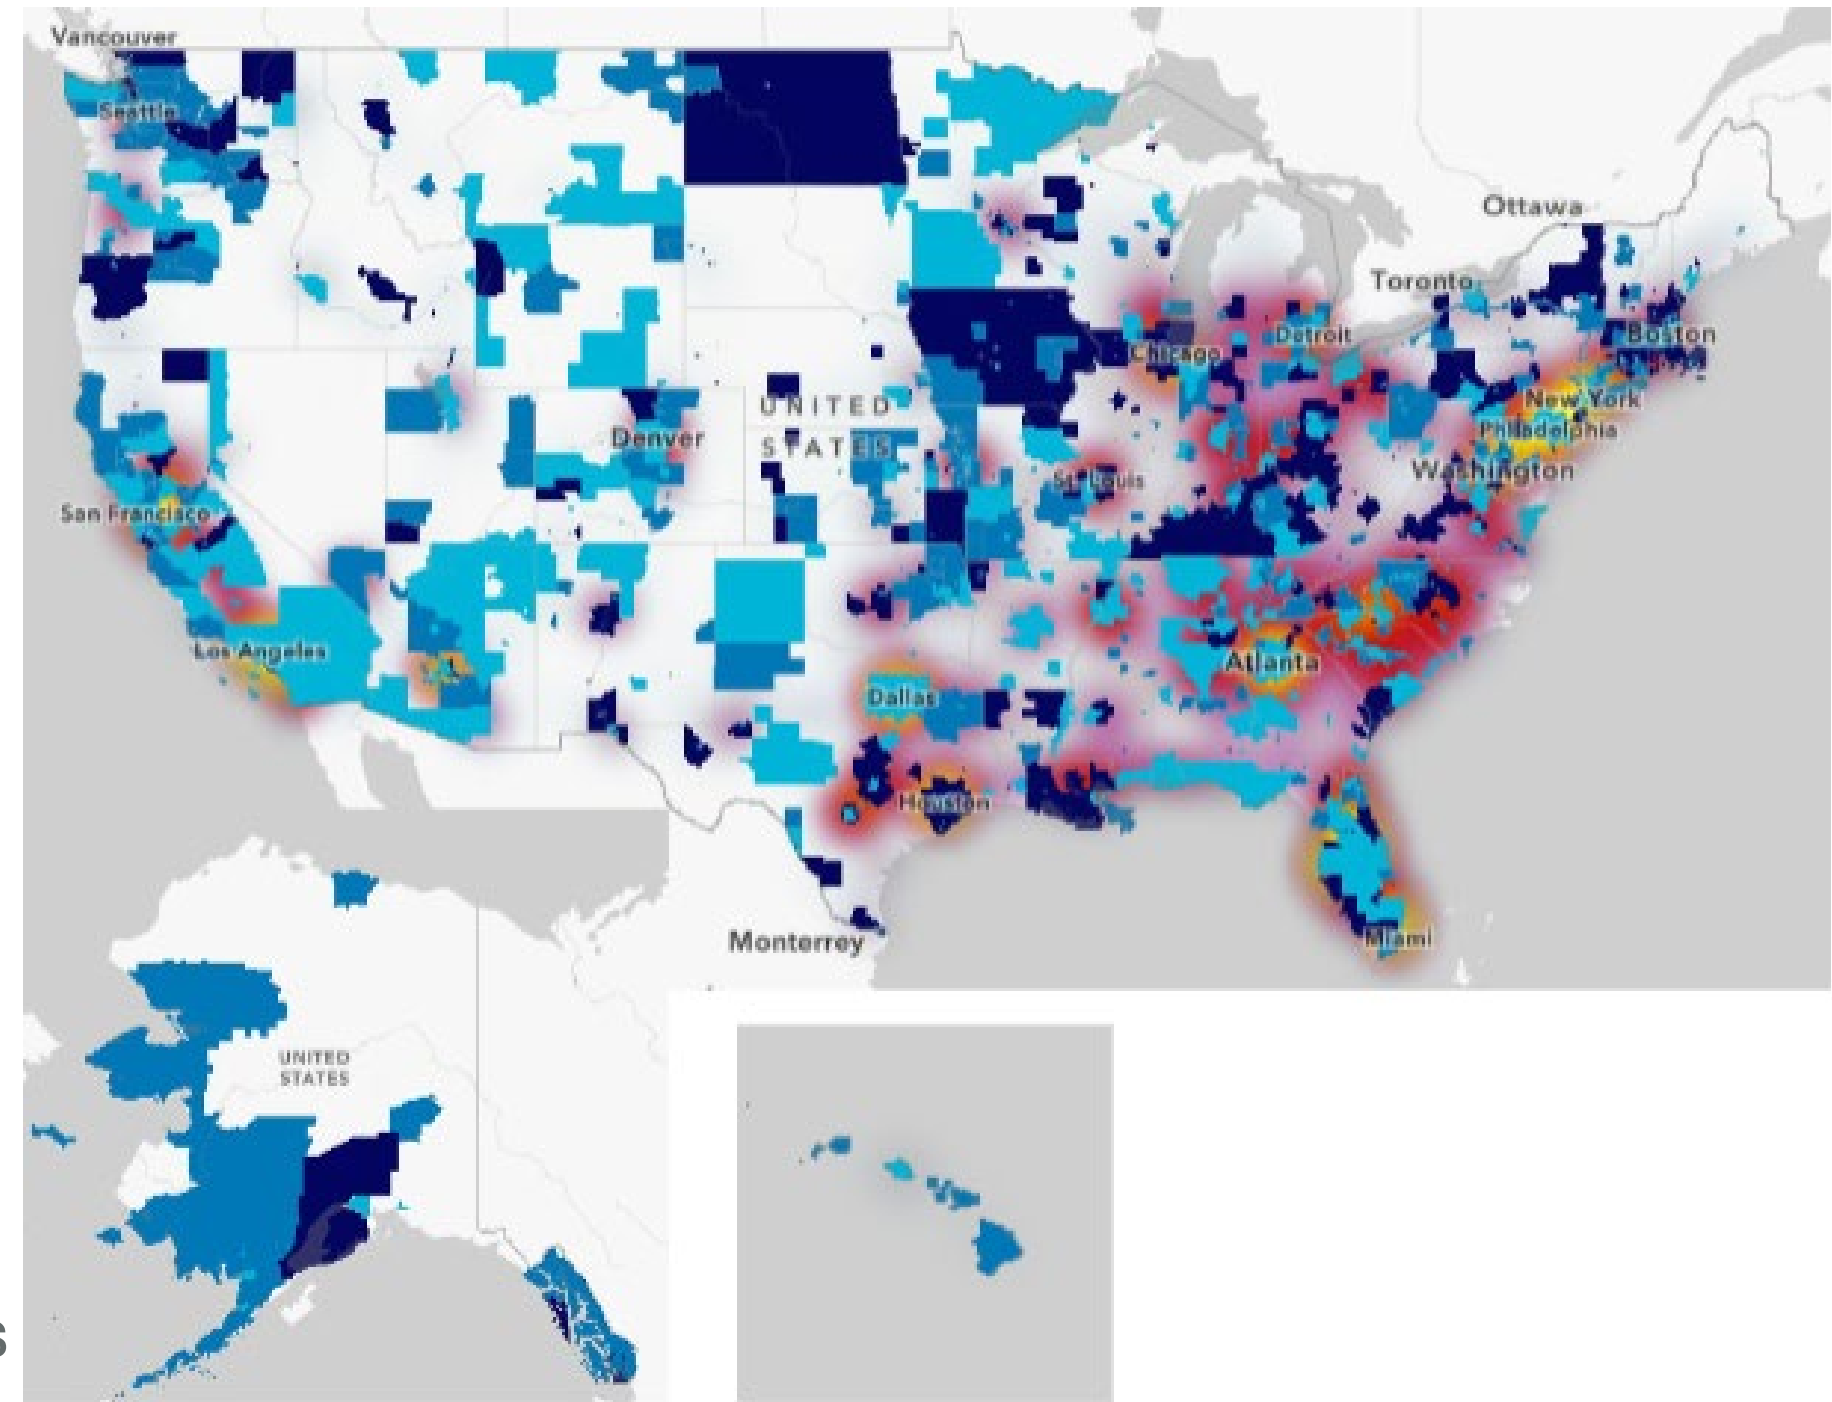 Vancouver
Seattle
Ottawa
Toronto
Boston
Detroit
Chicago
New York
UNITED
Denver
Philadelphia
STATES
Washington
St. Louis
San Francisco
Los Angeles
Atlanta
Dallas
Houston
Monterrey
Miami
UNITED
STATES
s